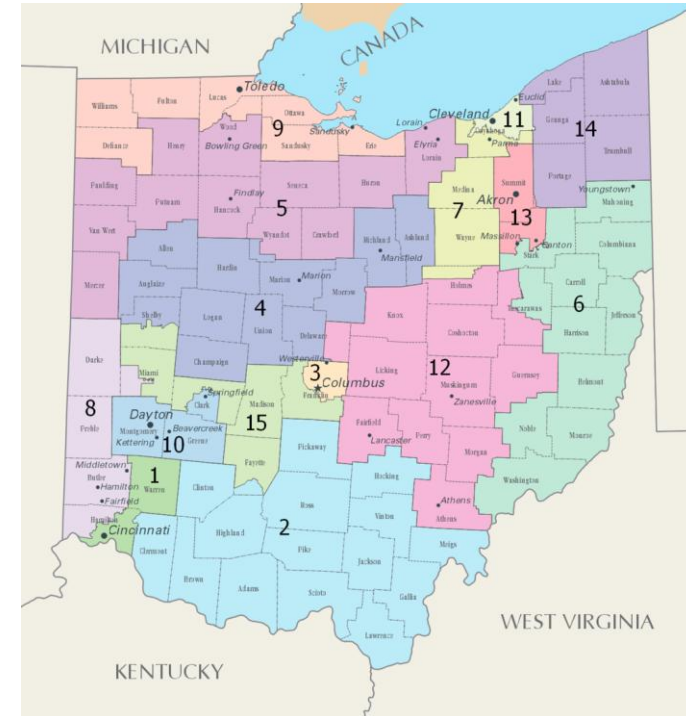 MICHIGAN
CANADA
Toledo
Lucas
Williams
Fulton
Ottawa
9
Sandusky
Defiance
Henry
Wood
Bowling Green
Sandusky
Erie
Lorain
Cleveland
Euclid
11
Cuyahoga
Parma
Lake
Geauga
Ashtabula
14
Trumbull
Portage
Elyria
Lorain
Paulding
Putnam
Findlay
Hancock
Seneca
5
Huron
Medina
7
Summit
Akron
13
Youngstown
Mahoning
Van Wert
Wyandot
Crawford
Richland
Ashland
Mansfield
Wayne
Massillon
Canton
Stark
Columbiana
Mercer
Allen
Auglaize
Hardin
Marion
Marion
Morrow
4
Holmes
Tuscarawas
Carroll
6
Jefferson
Harrison
Shelby
Logan
Union
Delaware
Knox
Coshocton
Darke
Champaign
Westerville
Licking
12
Guernsey
Belmont
Miami
3
Columbus
Franklin
Muskingum
Zanesville
8
Preble
Dayton
Springfield
Clark
Madison
15
Montgomery
Beavercreek
Kettering
10
Greene
Fairfield
Lancaster
Perry
Morgan
Noble
Monroe
Middletown
Butler
Hamilton
Fairfield
1
Warren
Clinton
Fayette
Pickaway
Hocking
Athens
Athens
Washington
Hamilton
Cincinnati
Clermont
Highland
Ross
2
Vinton
Meigs
Pike
Jackson
Brown
Adams
Scioto
Gallia
Lawrence
WEST VIRGINIA
KENTUCKY